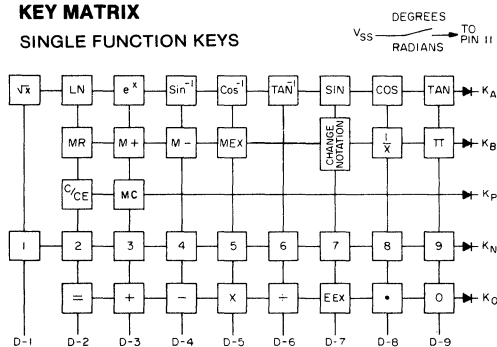 KEY MATRIX
SINGLE FUNCTION KEYS
DEGREES
VSS TO PIN 11
RADIANS
√x LN eˣ Sin⁻¹ Cos⁻¹ TAN⁻¹ SIN COS TAN KA
MR M+ M- MEX CHANGE NOTATION 1/X π KB
C/CE MC KP
1 2 3 4 5 6 7 8 9 KN
= + - X ÷ EEX • 0 KO
D-1 D-2 D-3 D-4 D-5 D-6 D-7 D-8 D-9